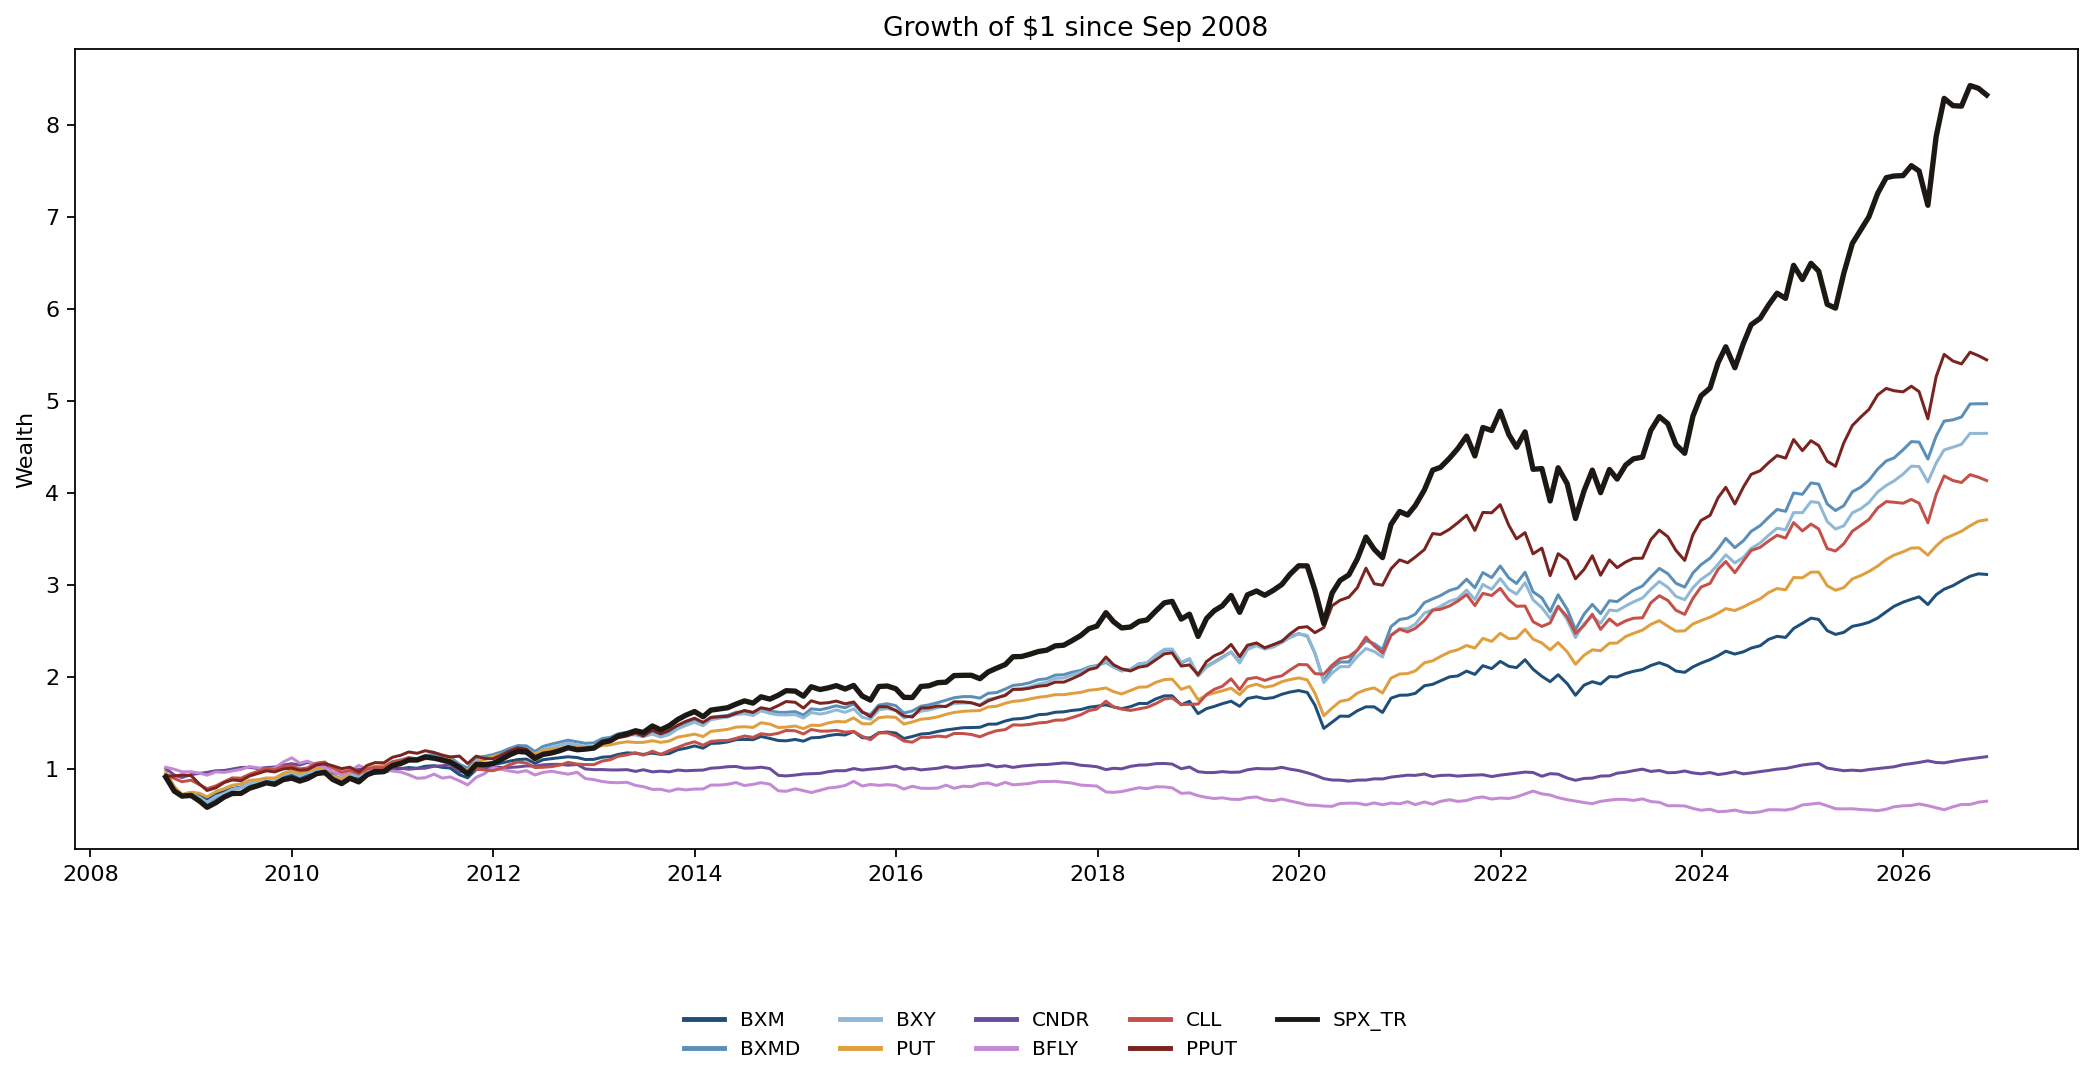 Growth of $1 since Sep 2008
Wealth
8
7
6
5
4
3
2
1
2008 2010 2012 2014 2016 2018 2020 2022 2024 2026
BXM BXY CNDR CLL SPX_TR
BXMD PUT BFLY PPUT